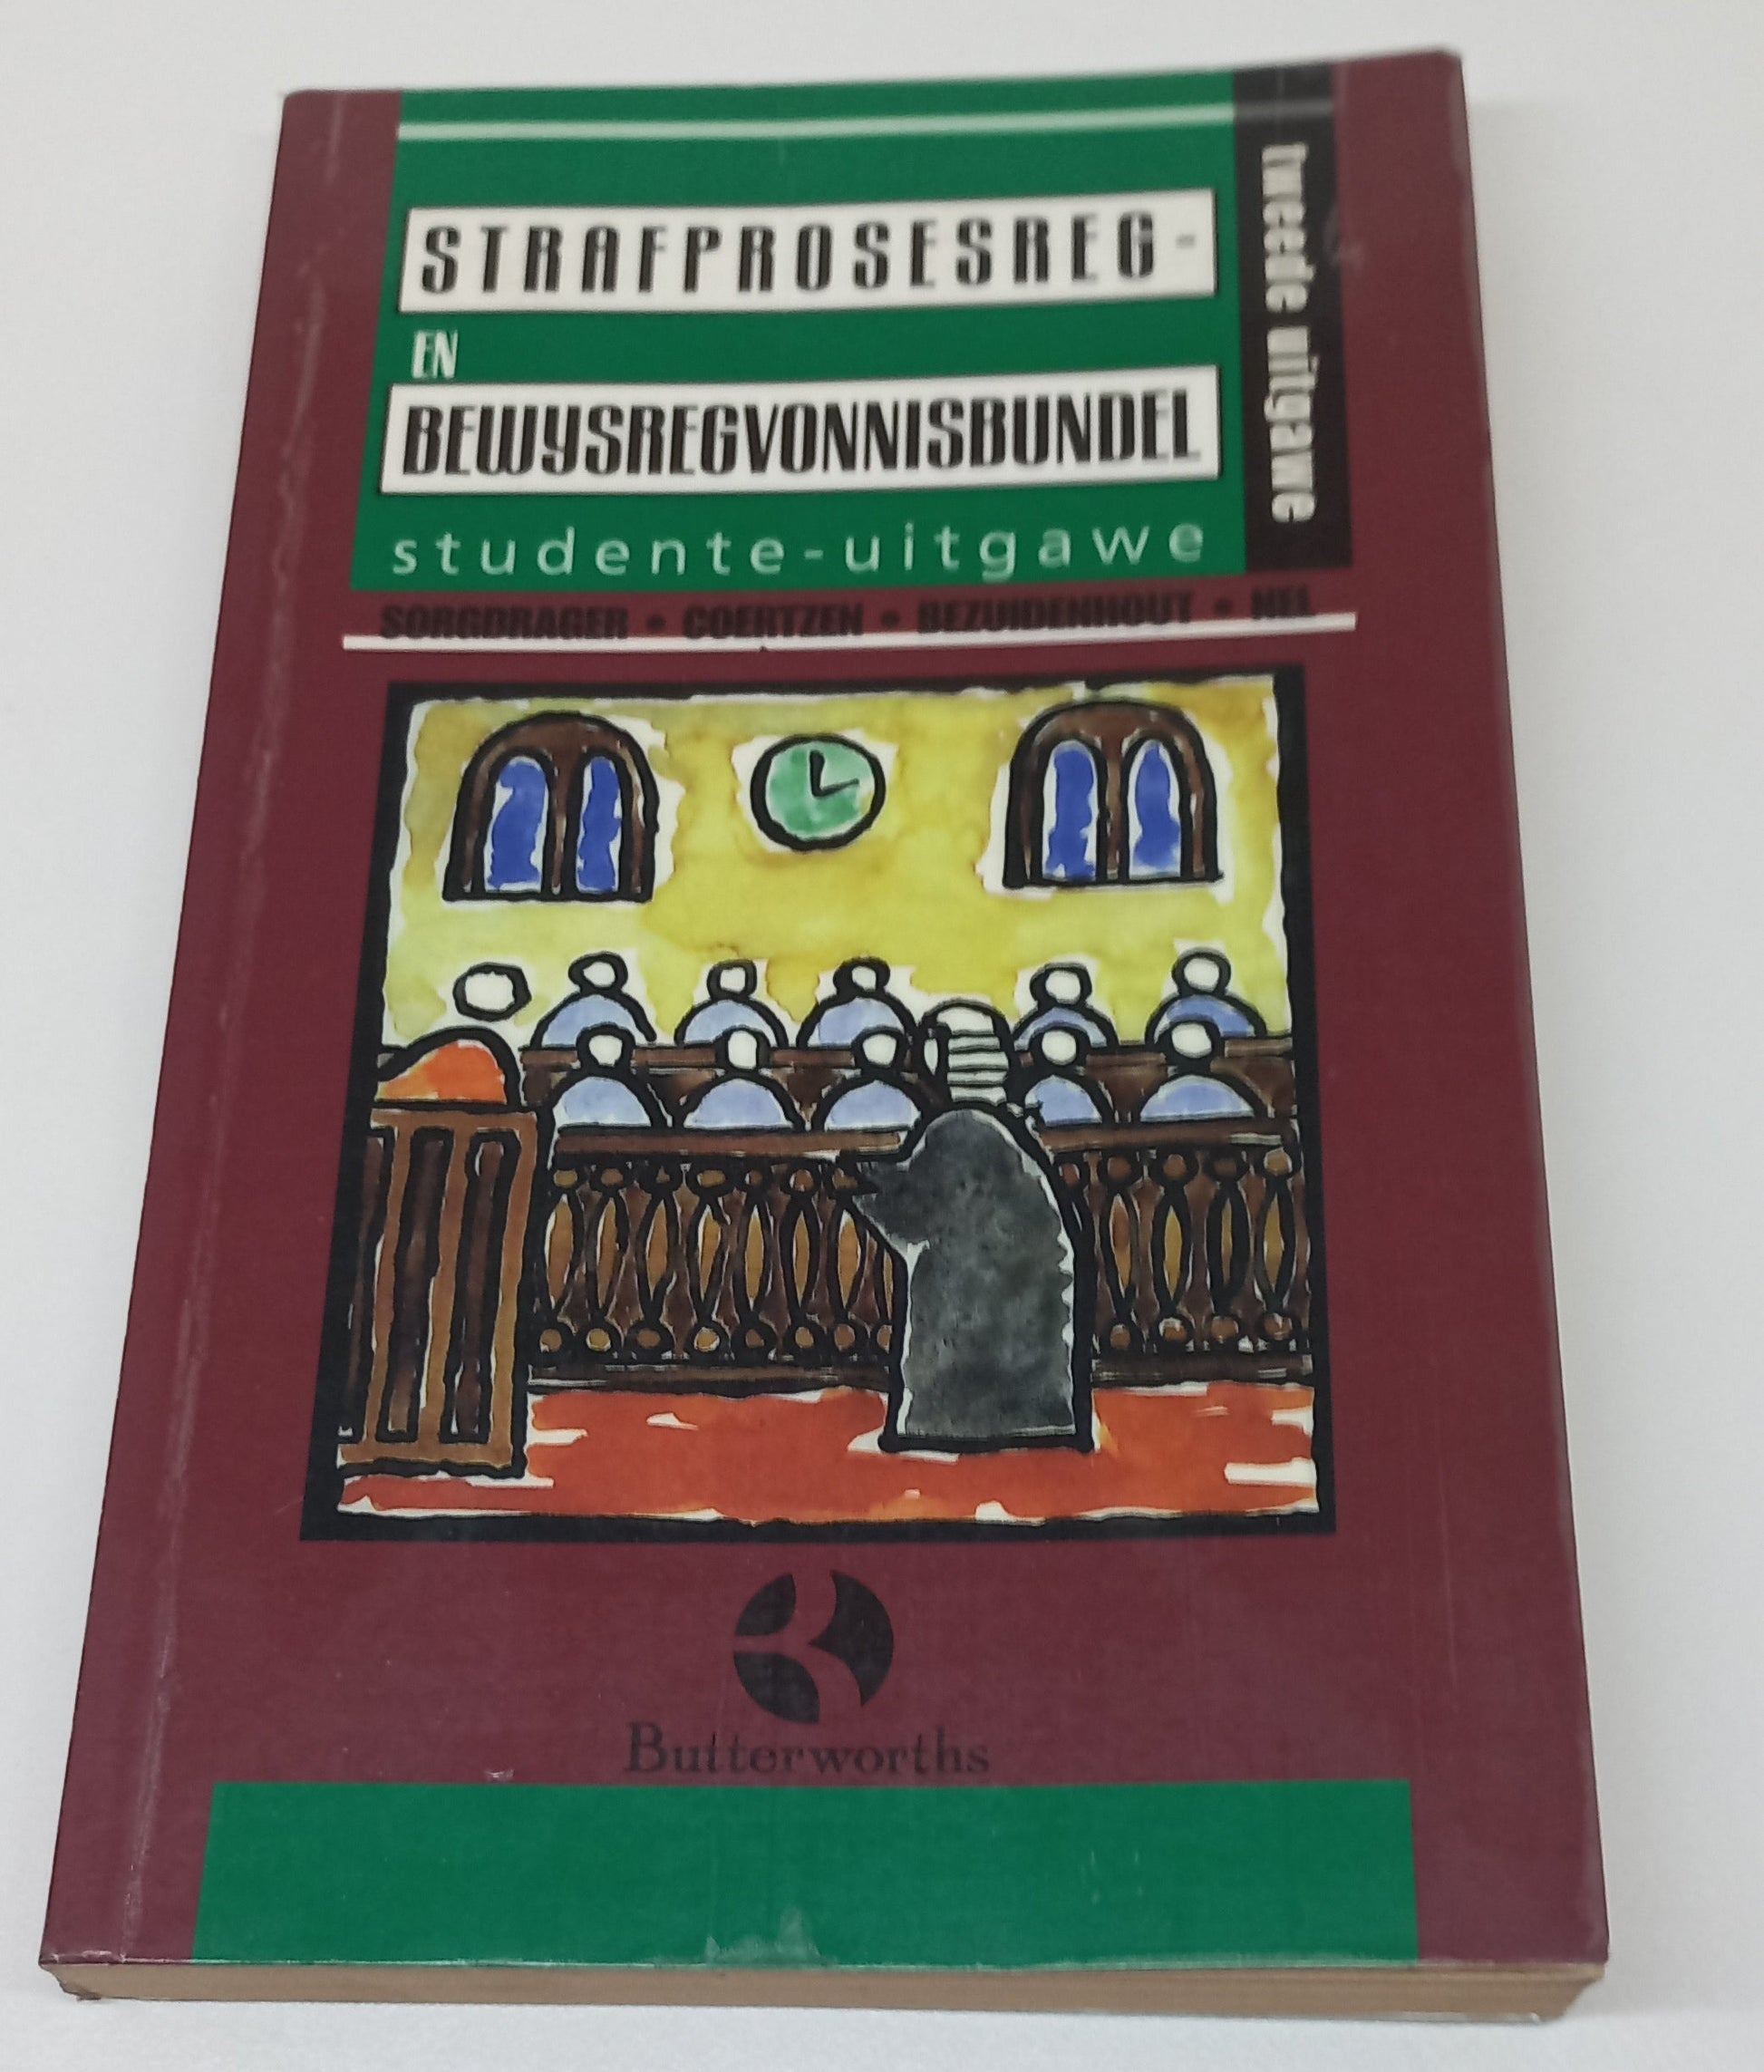 STRAFPROSESREG-
EN
BEWYSREGVONNISBUNDEL
studente-uitgawe
tweede uitgawe
SORGDRAGER • COERTZEN • BEZUIDENHOUT • NEL
Butterworths